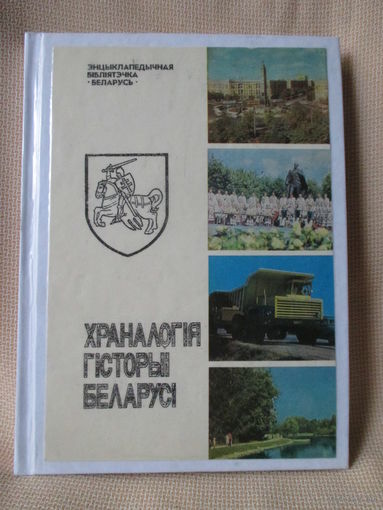 ЭНЦЫКЛАПЕДЫЧНАЯ
БІБЛІЯТЭЧКА
·БЕЛАРУСЬ·
ХРАНАЛОГІЯ
ГІСТОРЫІ
БЕЛАРУСІ